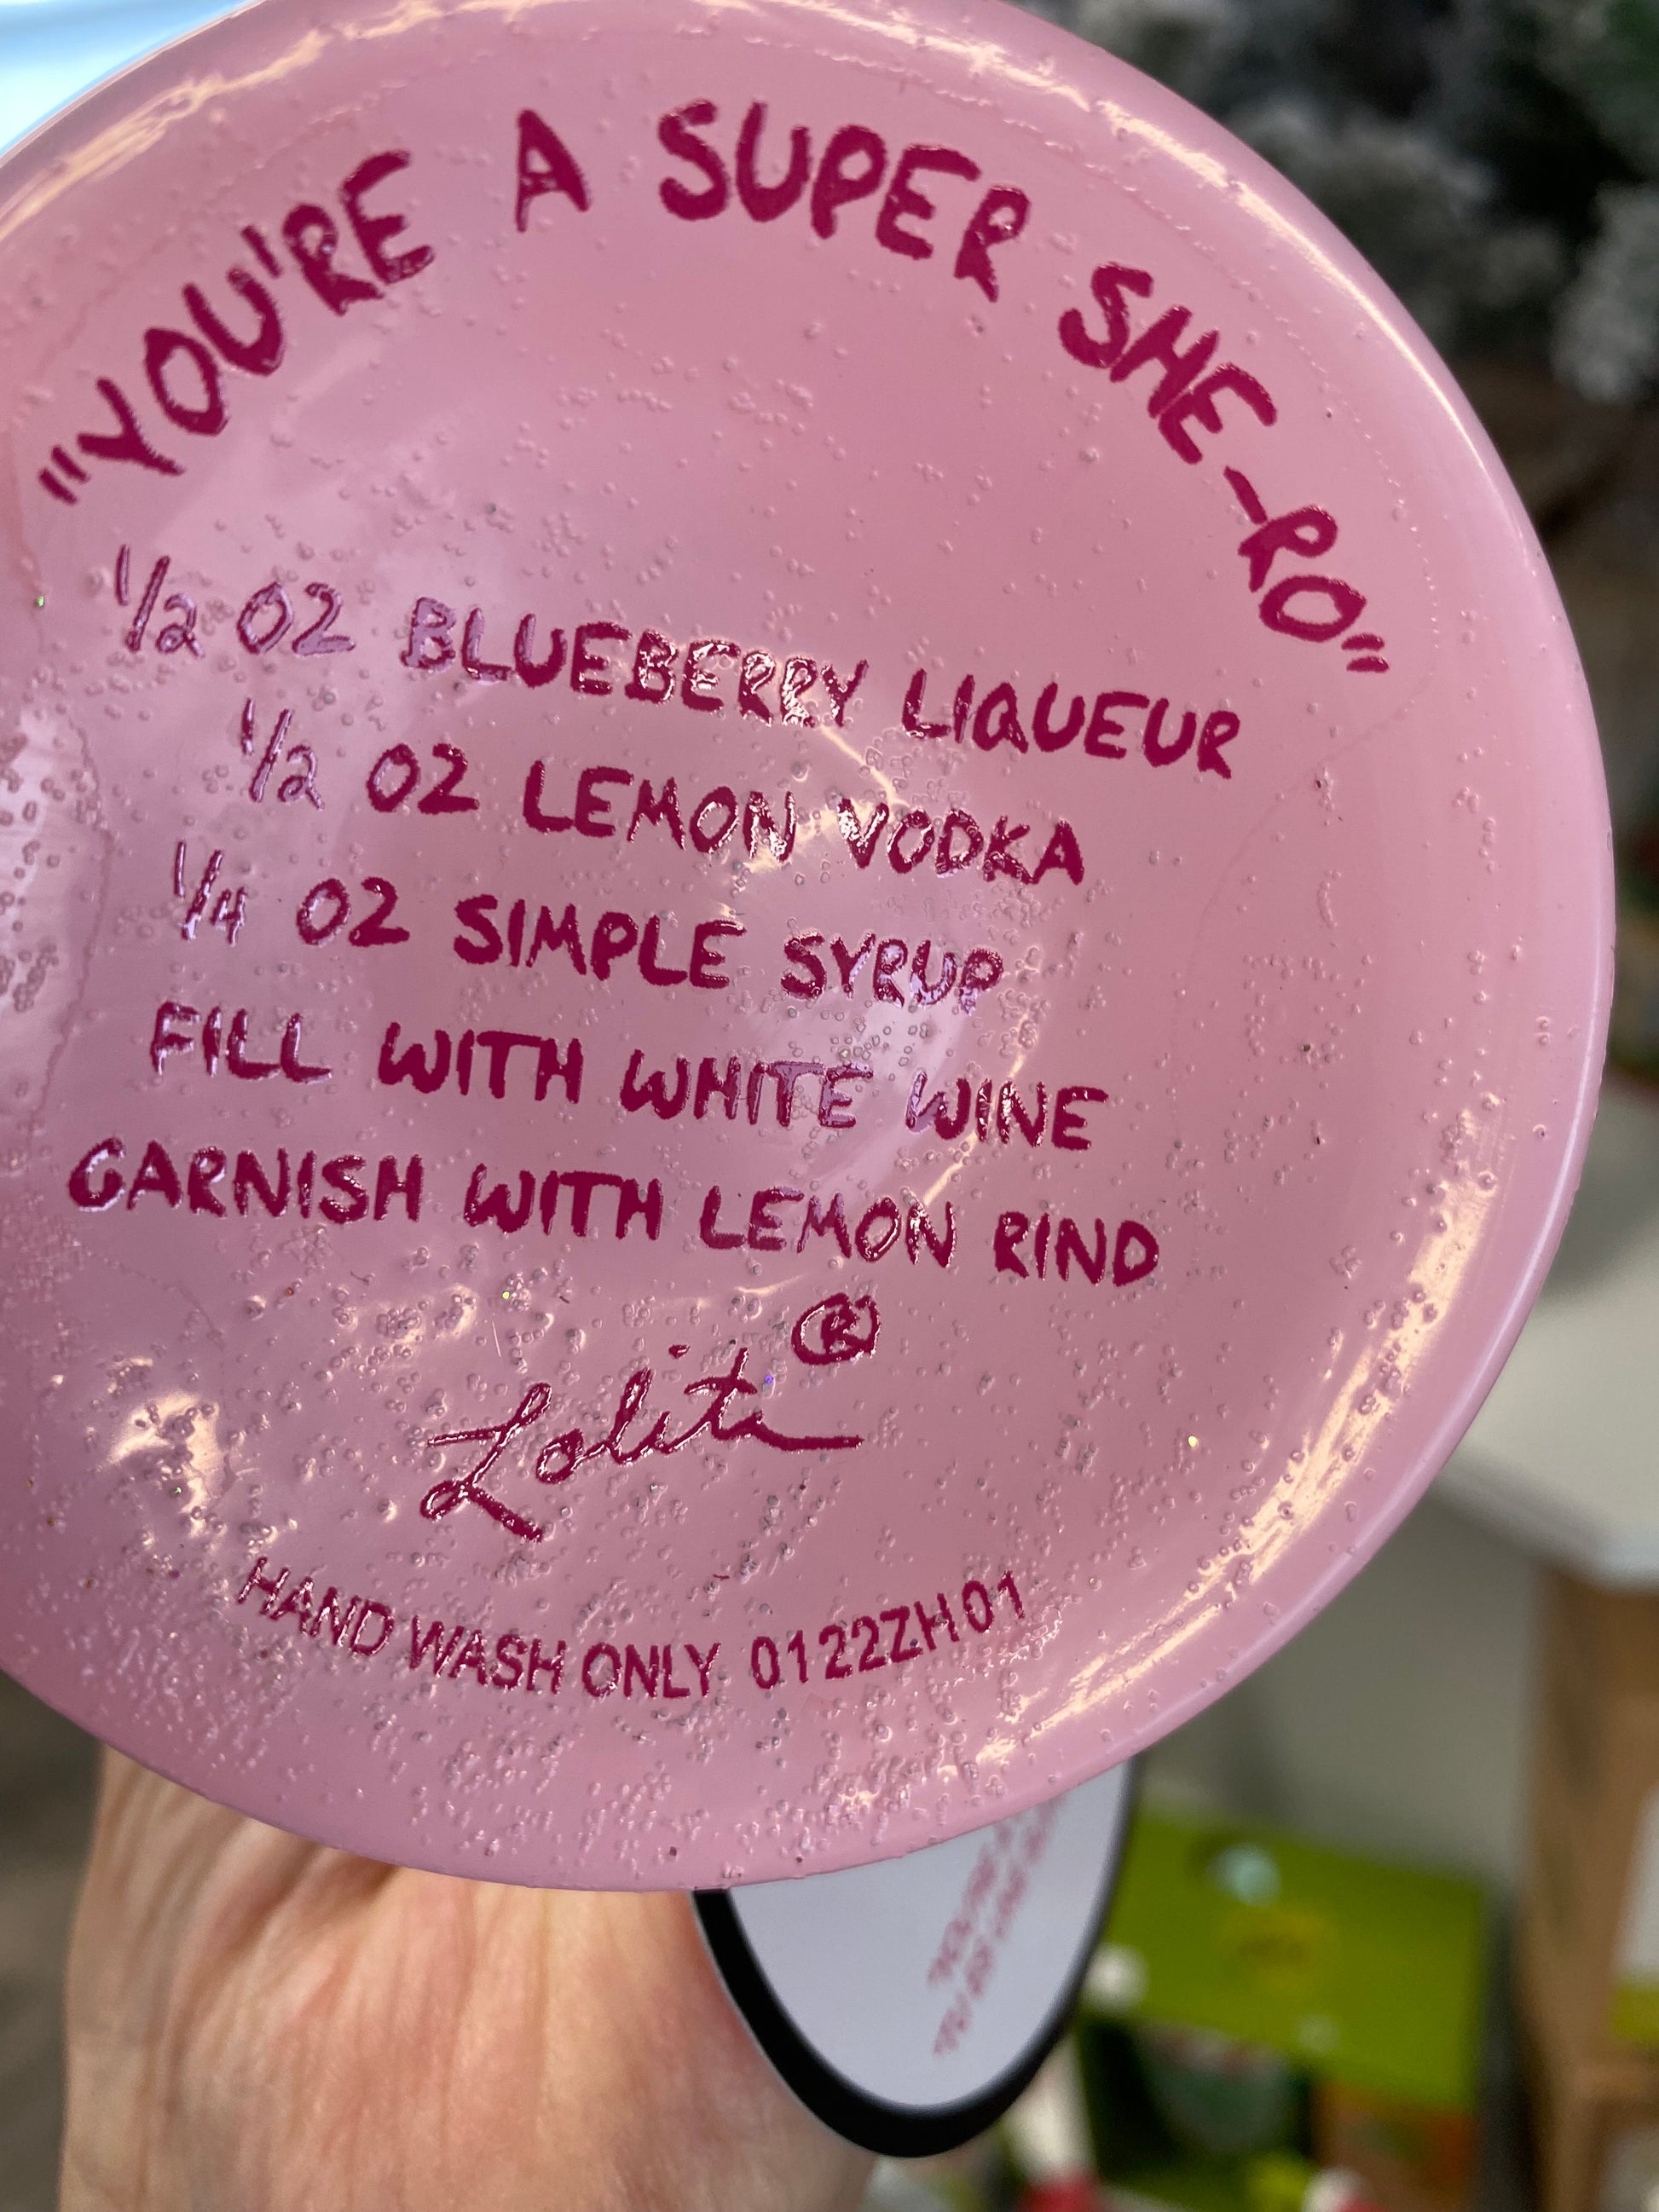 "YOU'RE A SUPER SHE-RO"
1/2 OZ BLUEBERRY LIQUEUR
1/2 OZ LEMON VODKA
1/4 OZ SIMPLE SYRUP
FILL WITH WHITE WINE
GARNISH WITH LEMON RIND
Lolita®
HAND WASH ONLY 0122ZH01